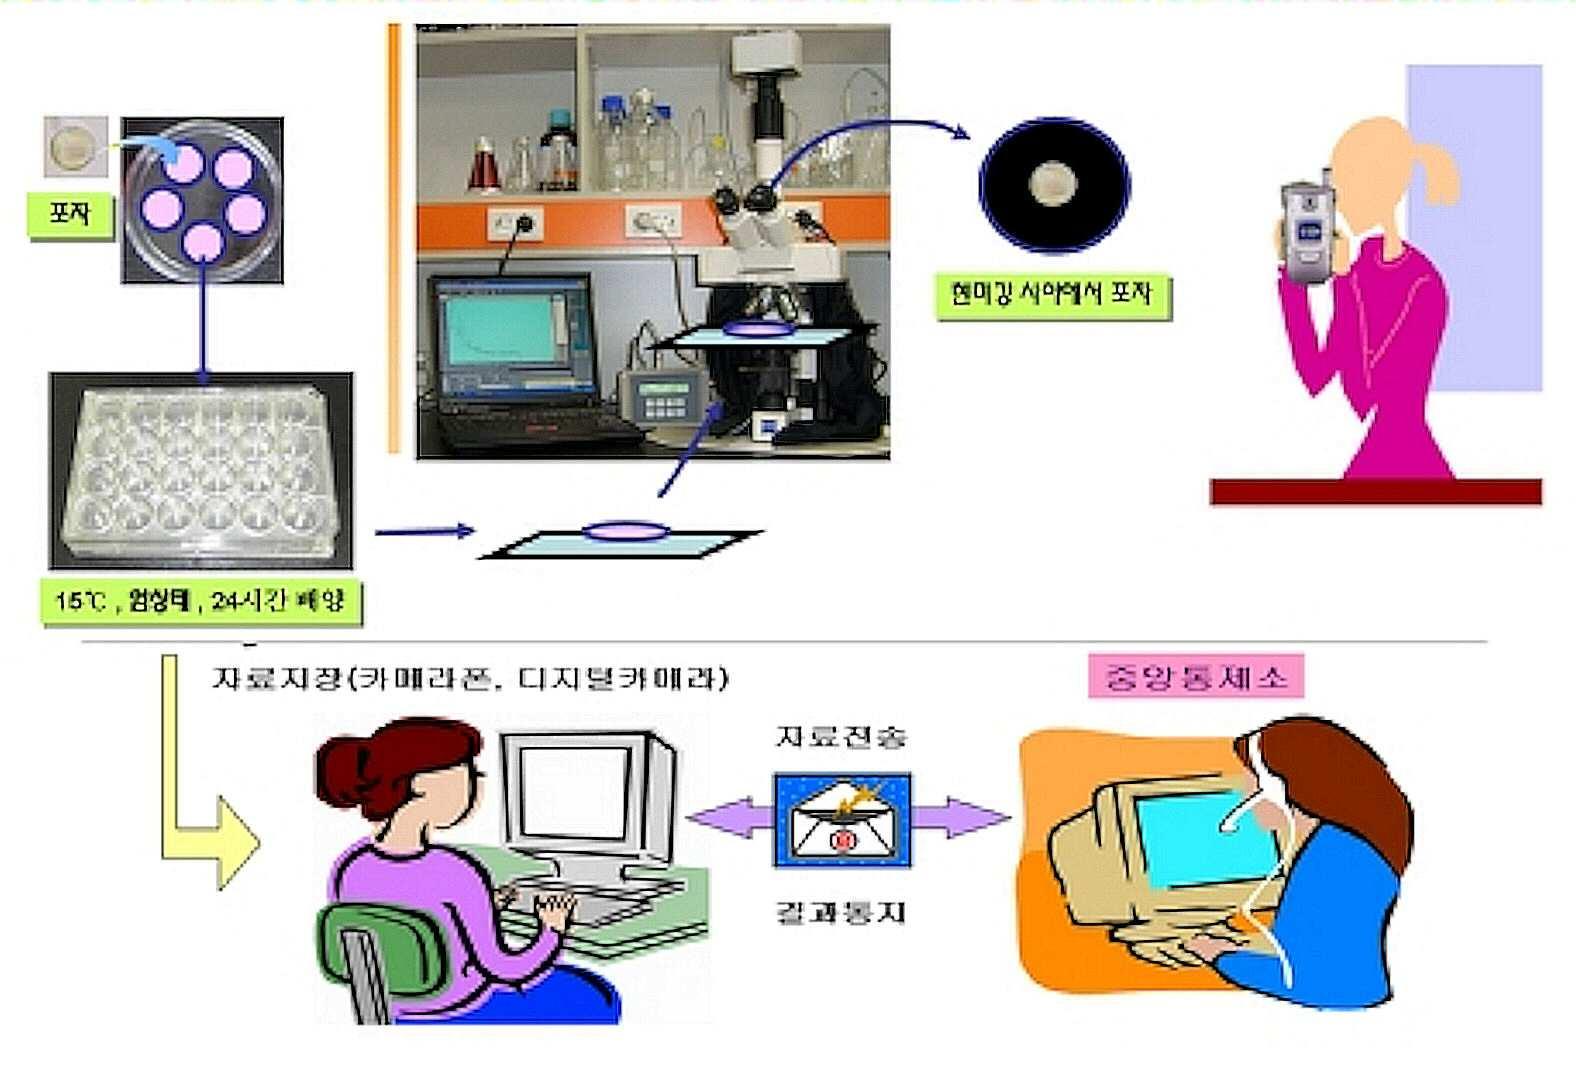 포자
현미경 시야에서 포자
15℃, 암상태, 24시간 배양
자료저장(카메라폰, 디지털카메라)
중앙통제소
자료전송
결과통지